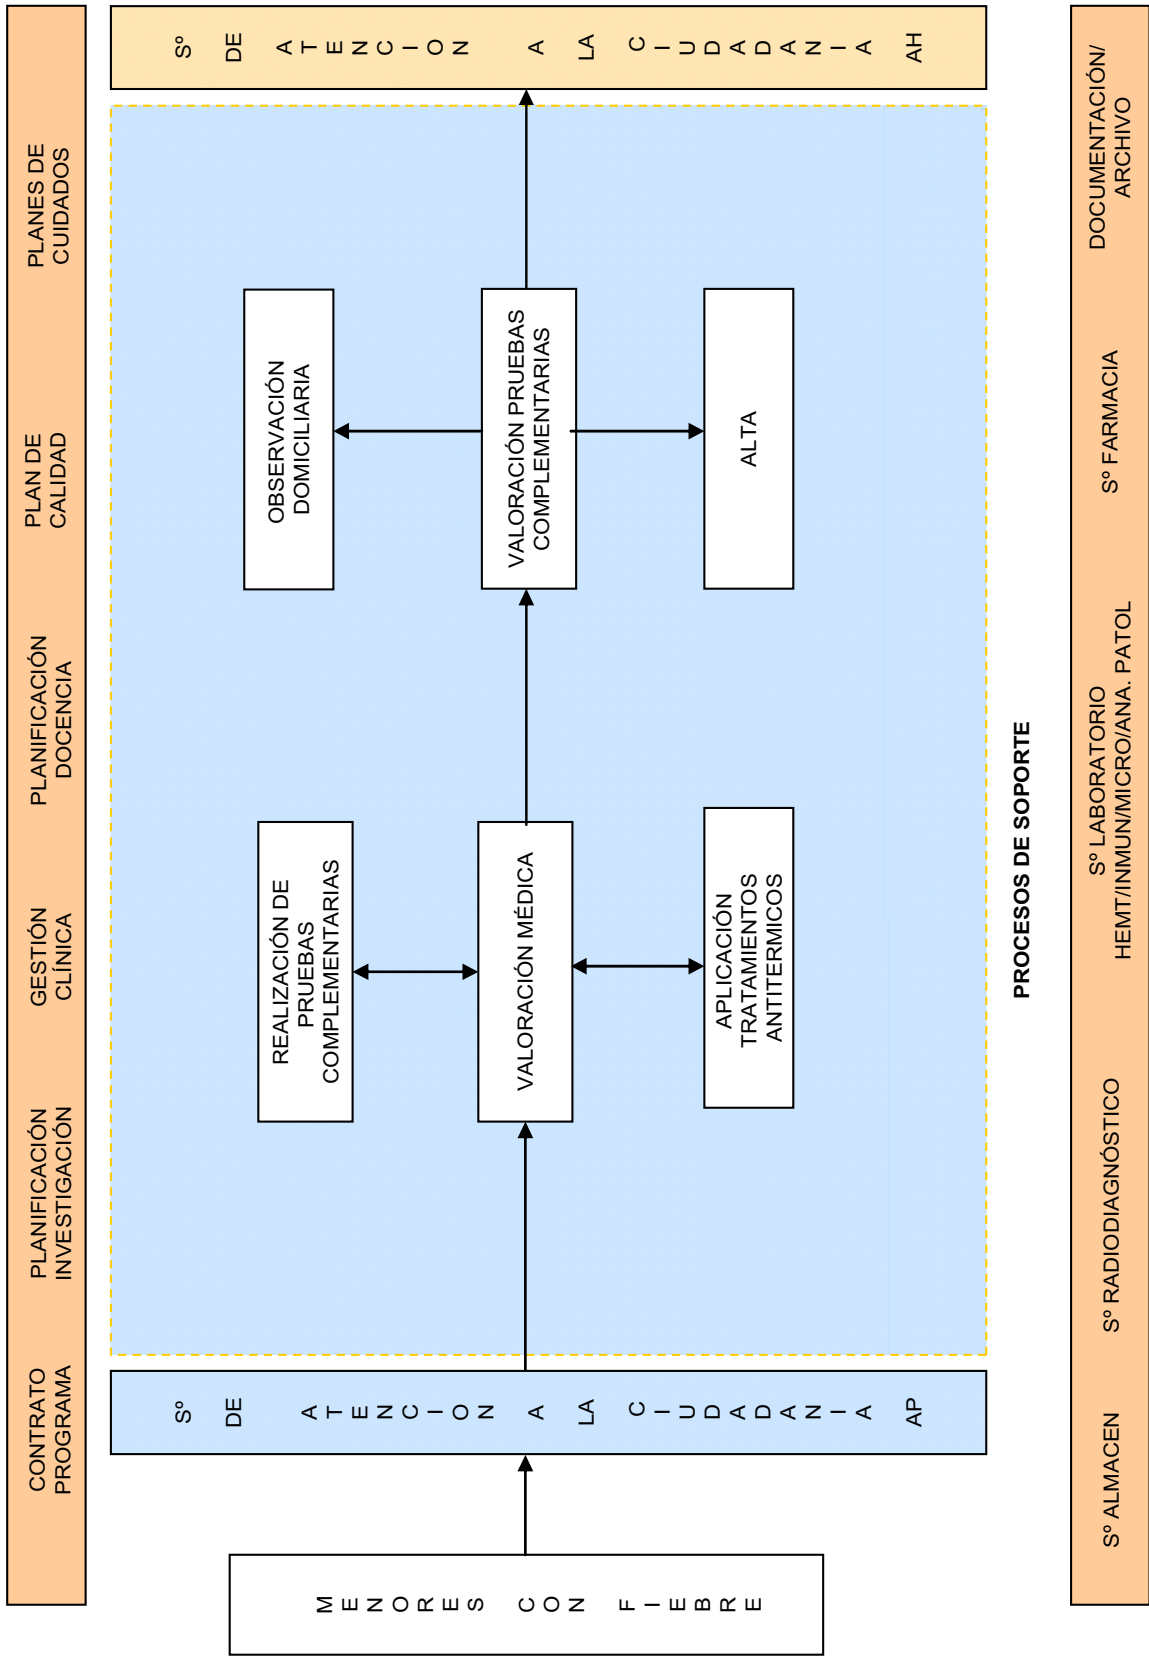 CONTRATO
PROGRAMA
PLANIFICACIÓN
INVESTIGACIÓN
GESTIÓN
CLÍNICA
PLANIFICACIÓN
DOCENCIA
PLAN DE
CALIDAD
PLANES DE
CUIDADOS
MENORES CON FIEBRE
Sº DE ATENCION A LA CIUDADANIA AP
REALIZACIÓN DE
PRUEBAS
COMPLEMENTARIAS
VALORACIÓN MÉDICA
APLICACIÓN
TRATAMIENTOS
ANTITERMICOS
OBSERVACIÓN
DOMICILIARIA
VALORACIÓN PRUEBAS
COMPLEMENTARIAS
ALTA
Sº DE ATENCION A LA CIUDADANIA AH
PROCESOS DE SOPORTE
Sº ALMACEN
Sº RADIODIAGNÓSTICO
Sº LABORATORIO
HEMT/INMUN/MICRO/ANA. PATOL
Sº FARMACIA
DOCUMENTACIÓN/
ARCHIVO